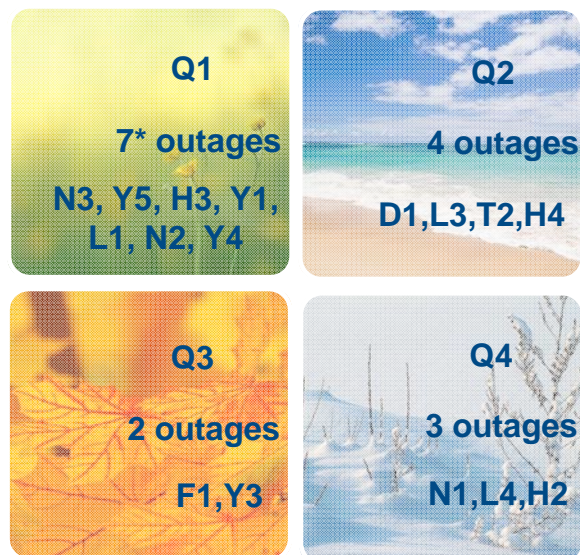 Q1
7* outages
N3, Y5, H3, Y1,
L1, N2, Y4
Q2
4 outages
D1,L3,T2,H4
Q3
2 outages
F1,Y3
Q4
3 outages
N1,L4,H2